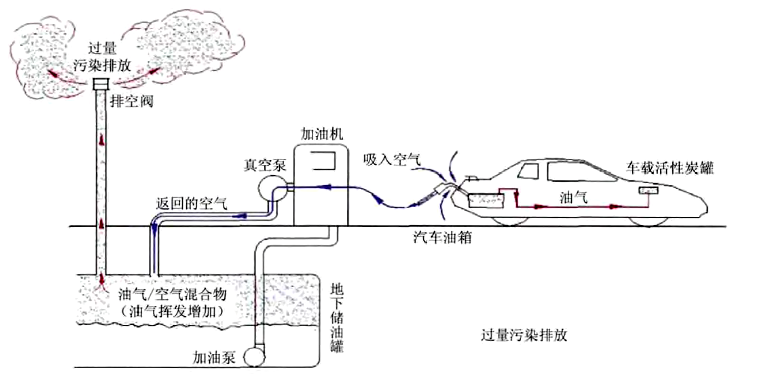 过量
污染排放
排空阀
加油机
真空泵
吸入空气
车载活性炭罐
返回的空气
油气
汽车油箱
油气/空气混合物
（油气挥发增加）
地下储油罐
过量污染排放
加油泵